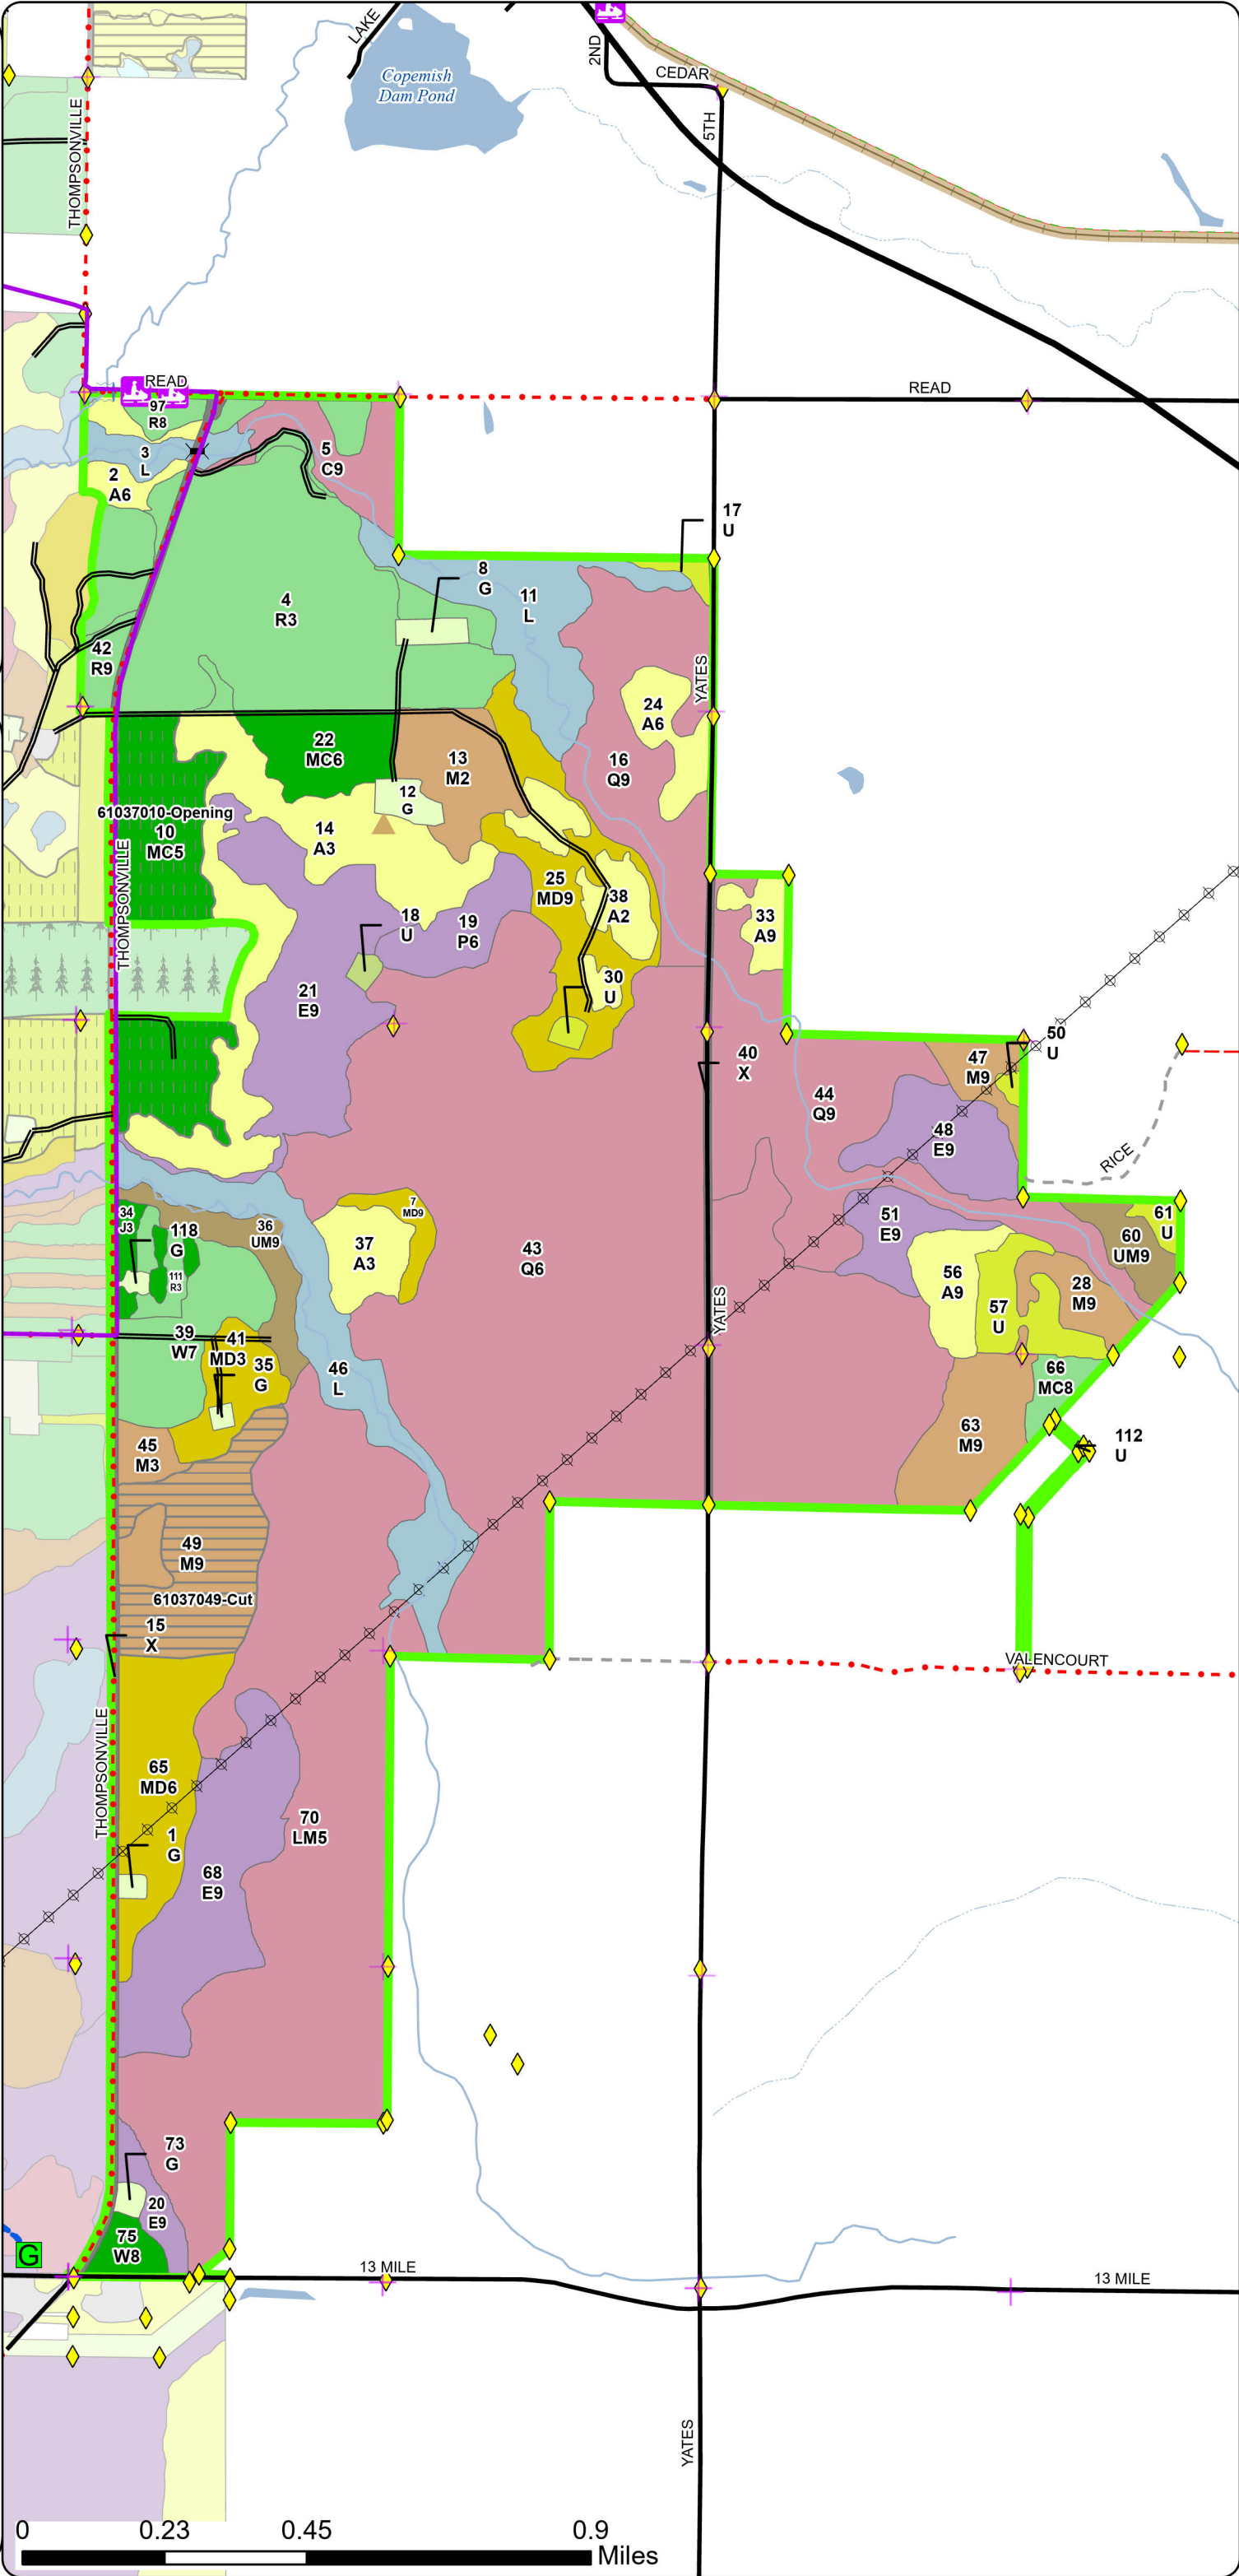 LAKE
Copemish
Dam Pond
2ND
CEDAR
5TH
THOMPSONVILLE
READ
READ
97
R8
3
L
2
A6
5
C9
17
U
8
G
11
L
4
R3
42
R9
YATES
24
A6
22
MC6
13
M2
16
Q9
12
G
61037010-Opening
10
MC5
14
A3
THOMPSONVILLE
25
MD9
38
A2
33
A9
18
U
19
P6
21
E9
30
U
40
X
50
U
47
M9
44
Q9
48
E9
RICE
34
J3
118
G
36
UM9
7
MD9
111
R3
37
A3
43
Q6
51
E9
61
U
60
UM9
56
A9
28
M9
57
U
YATES
39
W7
41
MD3
35
G
46
L
66
MC8
45
M3
63
M9
112
U
49
M9
61037049-Cut
15
X
VALENCOURT
THOMPSONVILLE
65
MD6
70
LM5
1
G
68
E9
73
G
20
E9
75
W8
G
13 MILE
13 MILE
YATES
0 0.23 0.45 0.9
Miles